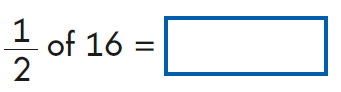 1/2 of 16 =